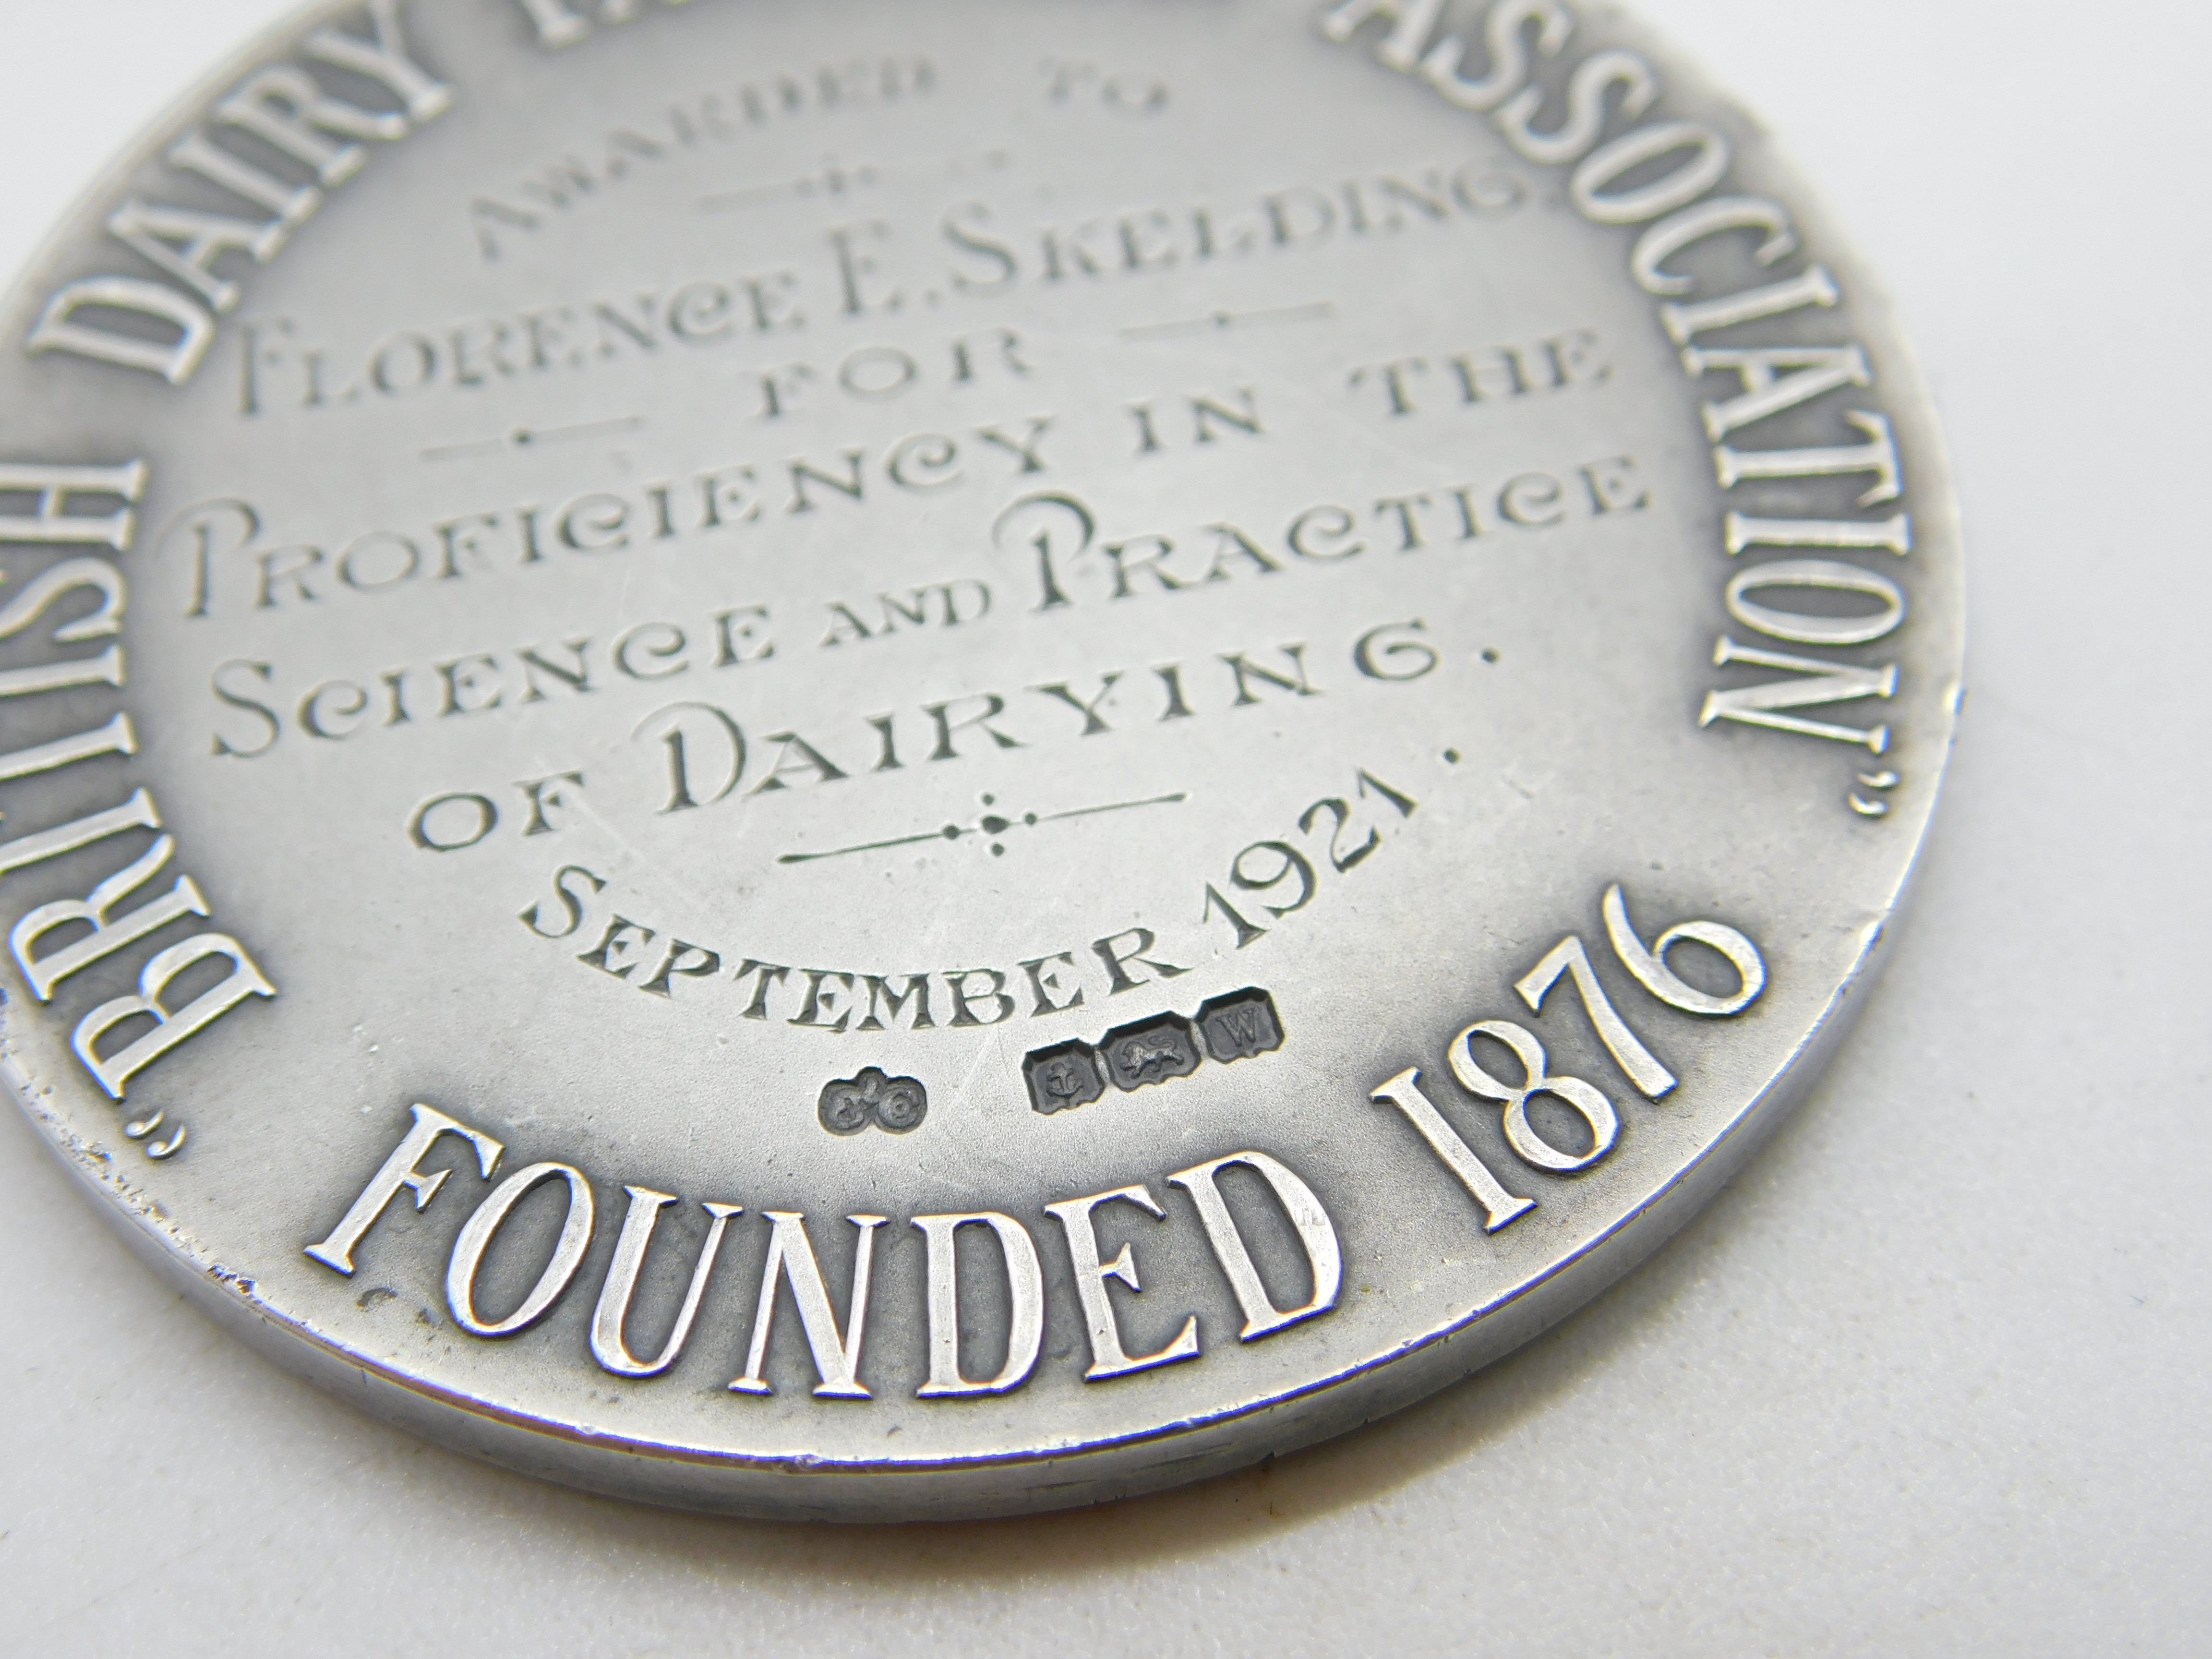 "BRITISH DAIRY ASSOCIATION"
AWARDED TO
FLORENCE E. SKELDING.
FOR
PROFICIENCY IN THE
SCIENCE AND PRACTICE
OF DAIRYING.
SEPTEMBER 1921.
W
FOUNDED 1876